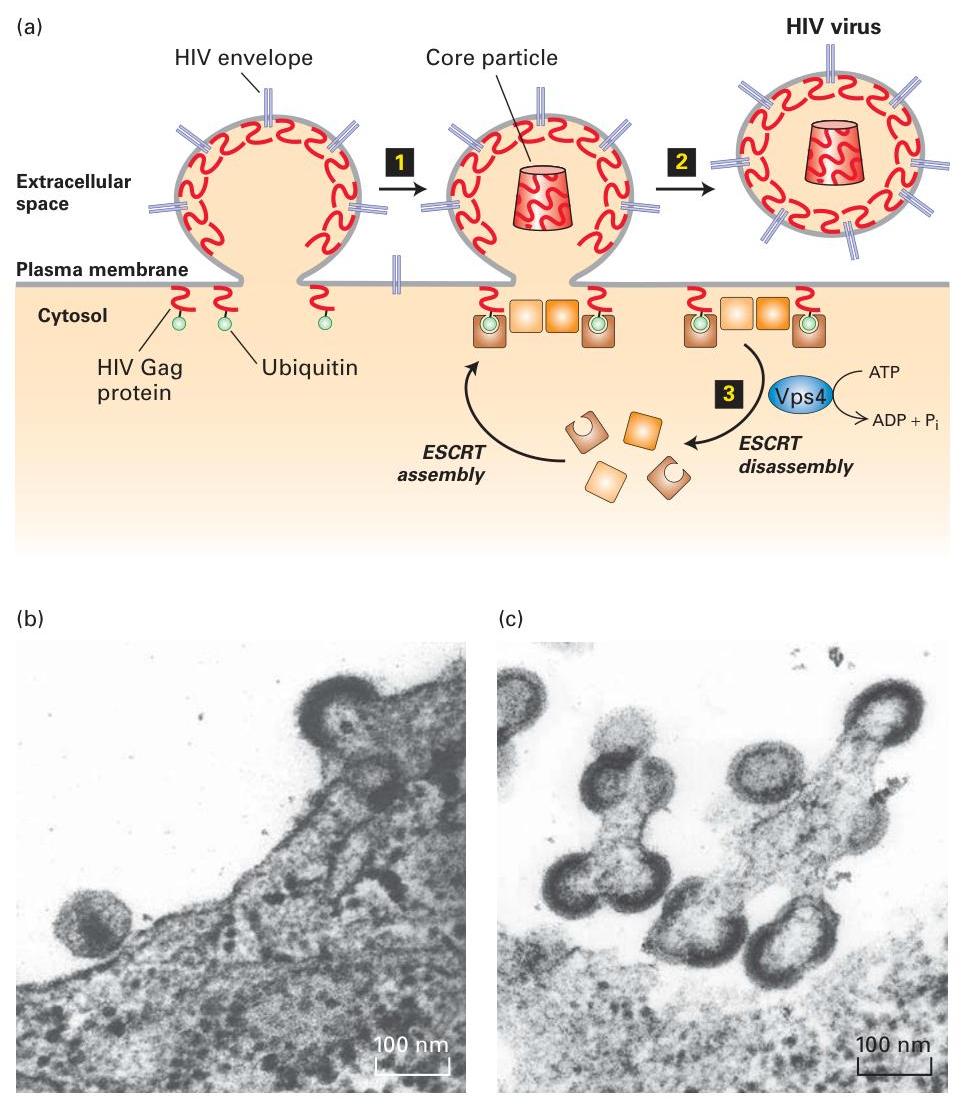 (a)
HIV virus
HIV envelope
Core particle
1
2
Extracellular
space
Plasma membrane
Cytosol
HIV Gag
protein
Ubiquitin
3
Vps4
ATP
ADP + Pi
ESCRT
assembly
ESCRT
disassembly
(b)
(c)
100 nm
100 nm